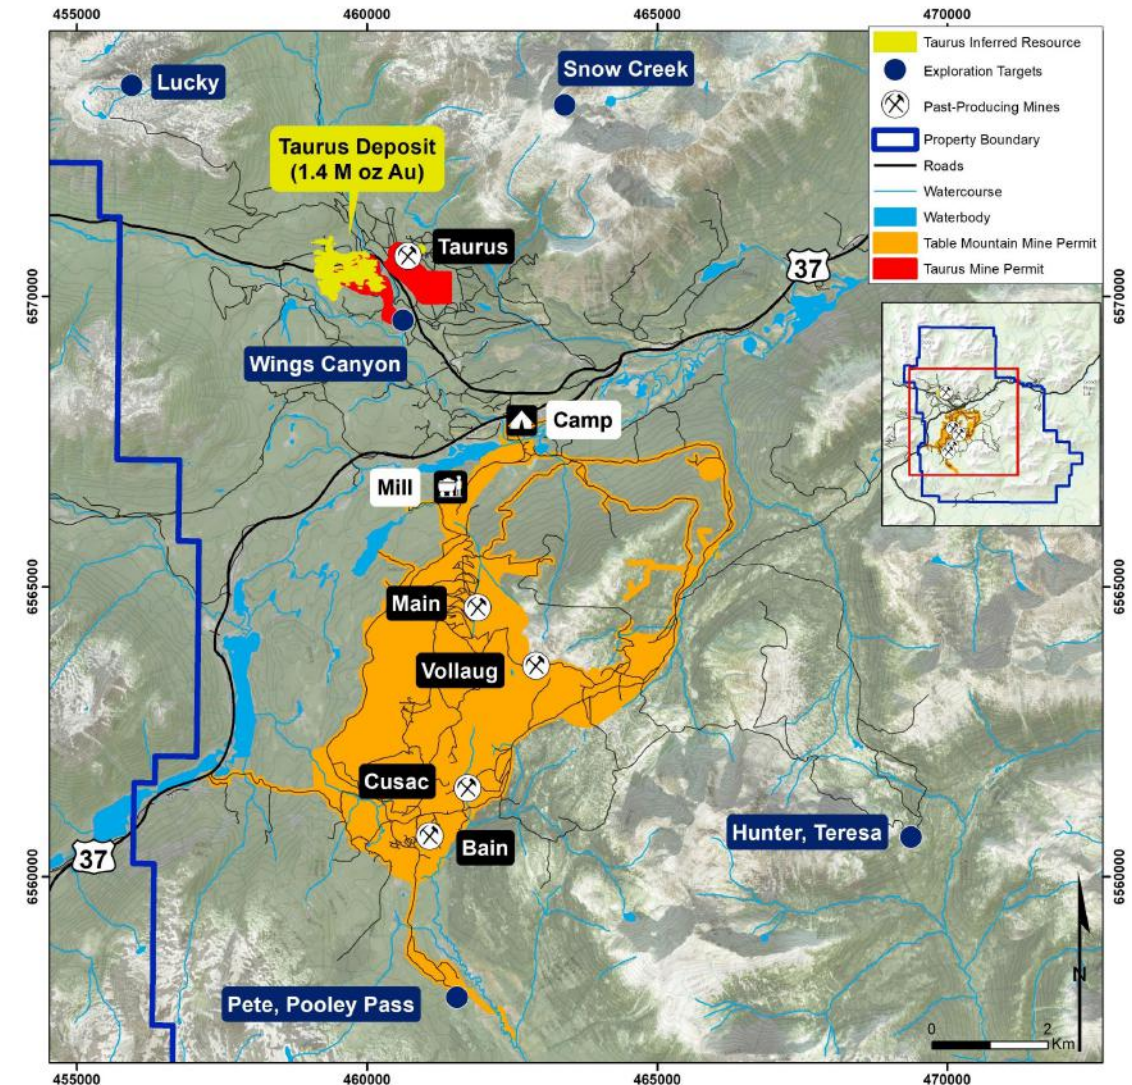 455000
460000
465000
470000
Lucky
Snow Creek
Taurus Inferred Resource
Exploration Targets
Past-Producing Mines
Property Boundary
Roads
Watercourse
Waterbody
Table Mountain Mine Permit
Taurus Mine Permit
Taurus Deposit
(1.4 M oz Au)
Taurus
37
6570000
6570000
Wings Canyon
Camp
Mill
6565000
6565000
Main
Vollaug
Cusac
Hunter, Teresa
Bain
37
6560000
6560000
Pete, Pooley Pass
N
0
2
Km
455000
460000
465000
470000